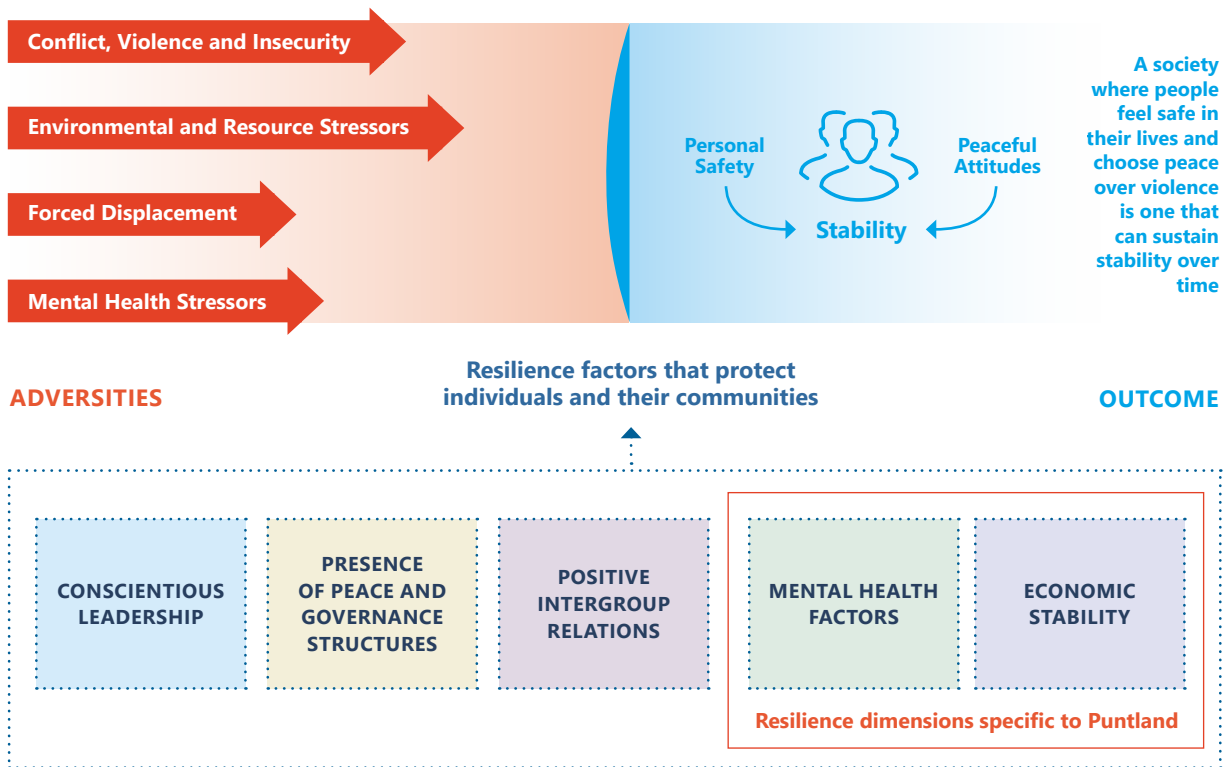 Conflict, Violence and Insecurity
Environmental and Resource Stressors
Forced Displacement
Mental Health Stressors
Personal
Safety
Peaceful
Attitudes
Stability
A society
where people
feel safe in
their lives and
choose peace
over violence
is one that
can sustain
stability over
time
ADVERSITIES
Resilience factors that protect
individuals and their communities
OUTCOME
CONSCIENTIOUS
LEADERSHIP
PRESENCE
OF PEACE AND
GOVERNANCE
STRUCTURES
POSITIVE
INTERGROUP
RELATIONS
MENTAL HEALTH
FACTORS
ECONOMIC
STABILITY
Resilience dimensions specific to Puntland